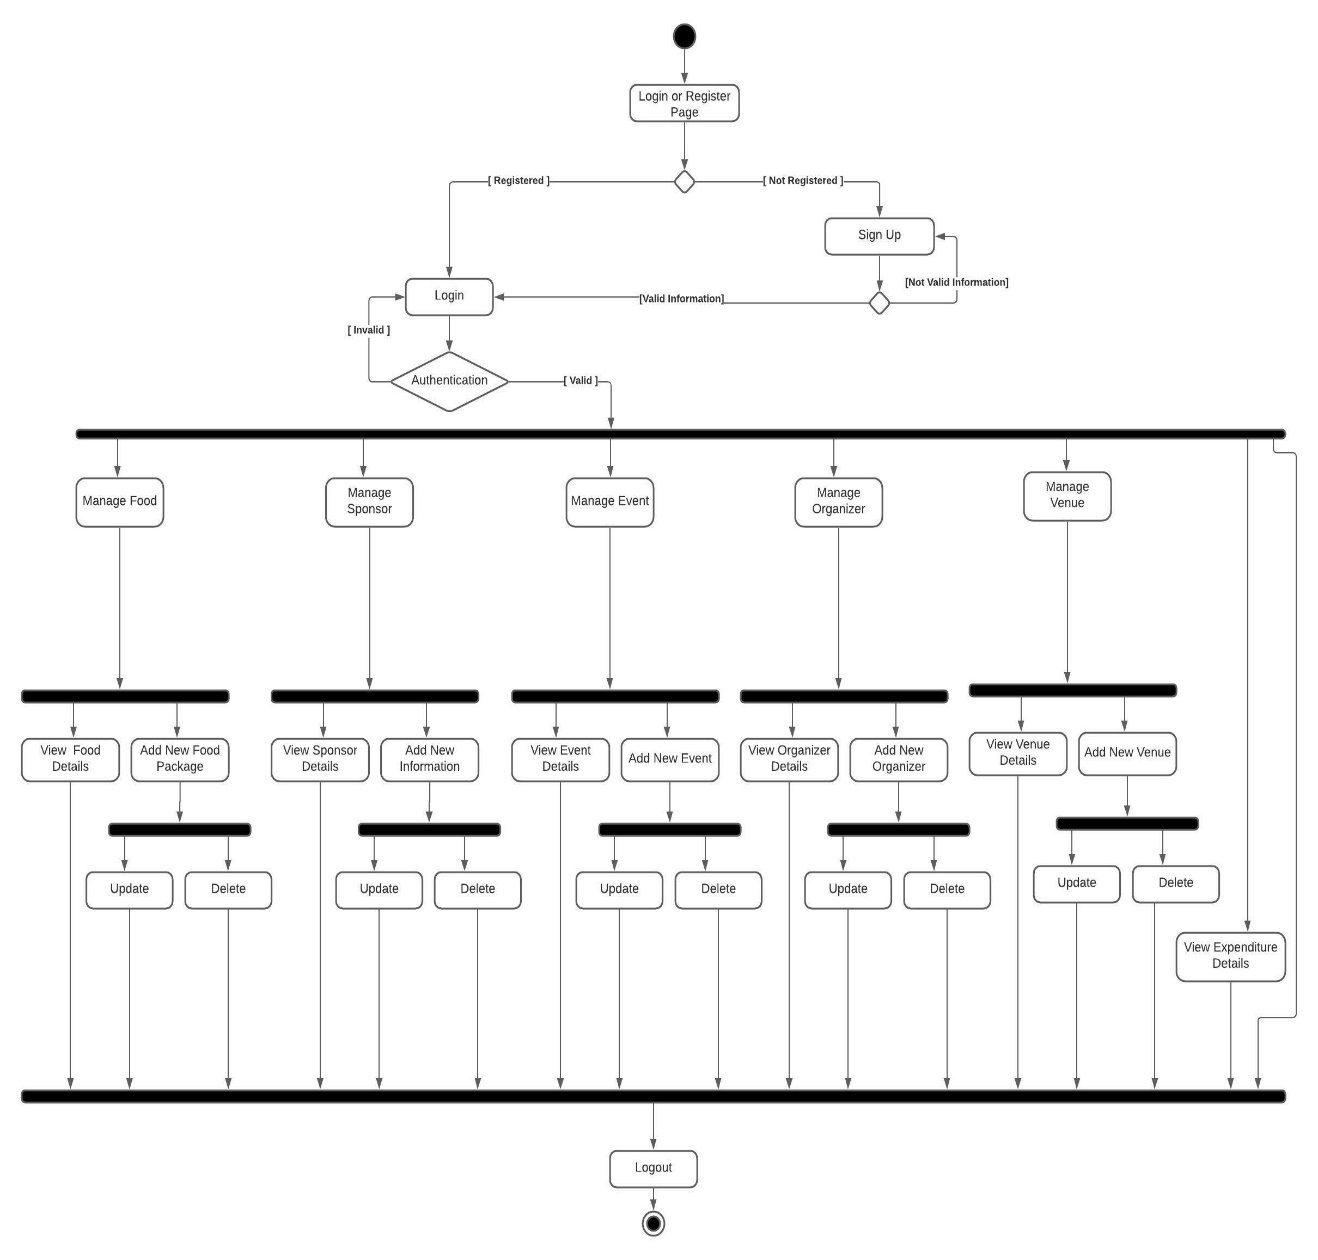 Login or Register
Page
[ Registered ]
[ Not Registered ]
Sign Up
[Not Valid Information]
Login
[Valid Information]
[ Invalid ]
Authentication
[ Valid ]
Manage Food
Manage
Sponsor
Manage Event
Manage
Organizer
Manage
Venue
View Food
Details
Add New Food
Package
View Sponsor
Details
Add New
Information
View Event
Details
Add New Event
View Organizer
Details
Add New
Organizer
View Venue
Details
Add New Venue
Update
Delete
Update
Delete
Update
Delete
Update
Delete
Update
Delete
View Expenditure
Details
Logout